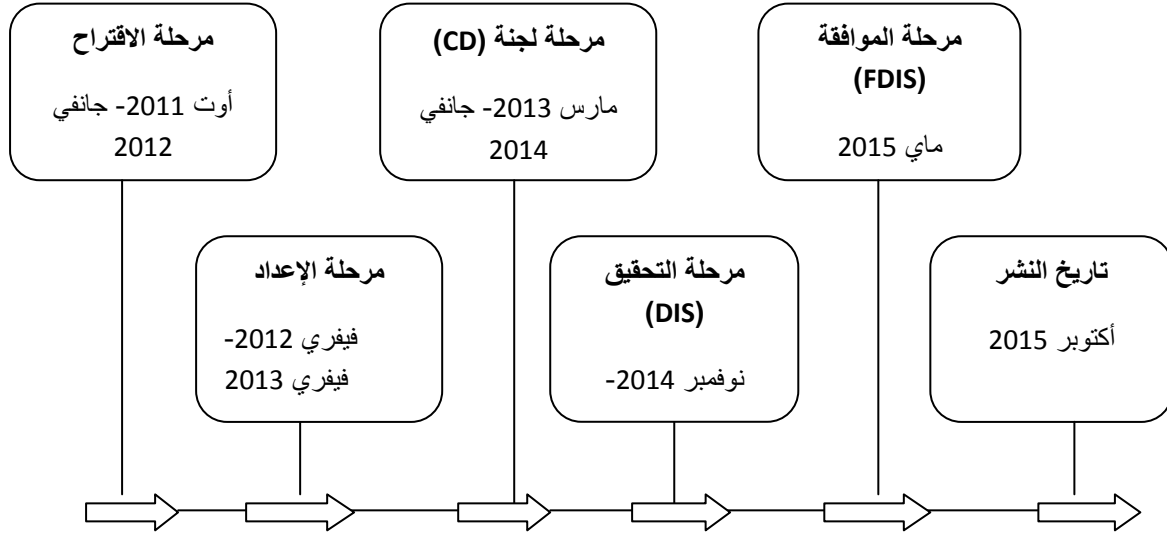 مرحلة الاقتراح
أوت 2011- جانفي
2012
مرحلة الإعداد
فيفري 2012-
فيفري 2013
مرحلة لجنة (CD)
مارس 2013- جانفي
2014
مرحلة التحقيق
(DIS)
نوفمبر 2014-
مرحلة الموافقة
(FDIS)
ماي 2015
تاريخ النشر
أكتوبر 2015